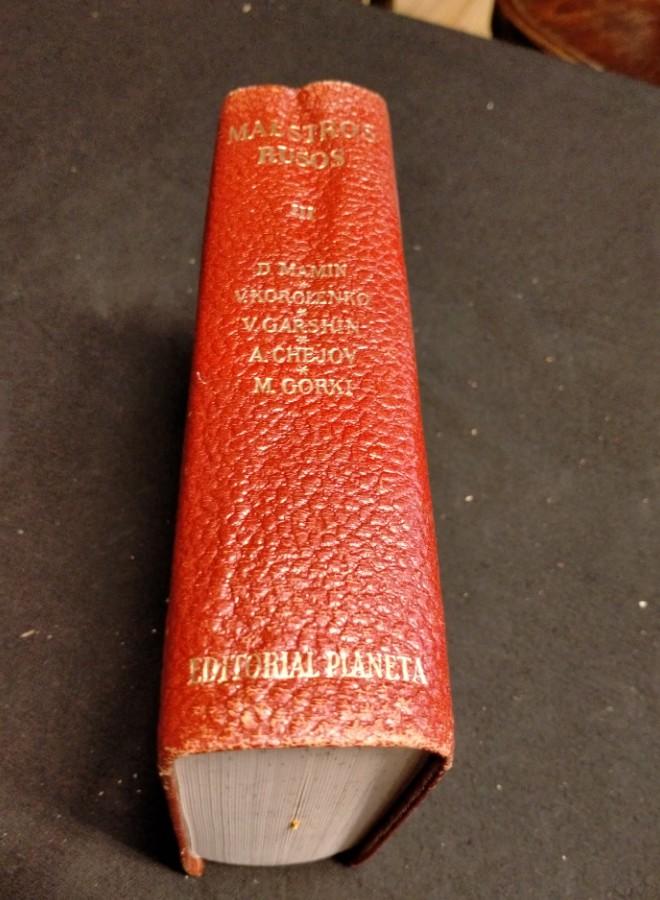 MAESTROS
RUSOS
III
D. MAMIN
*
V. KOROLENKO
*
V. GARSHIN
*
A. CHEJOV
*
M. GORKI
EDITORIAL PLANETA